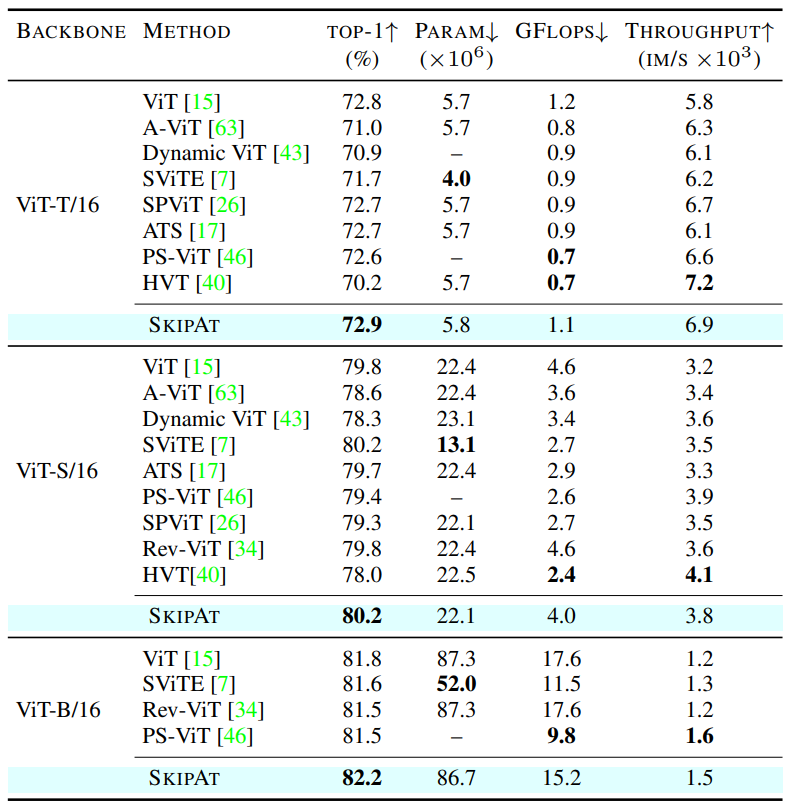 BACKBONE METHOD TOP-1↑ PARAM↓ GFLOPS↓ THROUGHPUT↑
(%) (×10⁶) (IM/S ×10³)
ViT [15] 72.8 5.7 1.2 5.8
A-ViT [63] 71.0 5.7 0.8 6.3
Dynamic ViT [43] 70.9 – 0.9 6.1
SViTE [7] 71.7 4.0 0.9 6.2
ViT-T/16 SPViT [26] 72.7 5.7 0.9 6.7
ATS [17] 72.7 5.7 0.9 6.1
PS-ViT [46] 72.6 – 0.7 6.6
HVT [40] 70.2 5.7 0.7 7.2
SKIPAT 72.9 5.8 1.1 6.9
ViT [15] 79.8 22.4 4.6 3.2
A-ViT [63] 78.6 22.4 3.6 3.4
Dynamic ViT [43] 78.3 23.1 3.4 3.6
SViTE [7] 80.2 13.1 2.7 3.5
ViT-S/16 ATS [17] 79.7 22.4 2.9 3.3
PS-ViT [46] 79.4 – 2.6 3.9
SPViT [26] 79.3 22.1 2.7 3.5
Rev-ViT [34] 79.8 22.4 4.6 3.6
HVT[40] 78.0 22.5 2.4 4.1
SKIPAT 80.2 22.1 4.0 3.8
ViT [15] 81.8 87.3 17.6 1.2
SViTE [7] 81.6 52.0 11.5 1.3
ViT-B/16 Rev-ViT [34] 81.5 87.3 17.6 1.2
PS-ViT [46] 81.5 – 9.8 1.6
SKIPAT 82.2 86.7 15.2 1.5